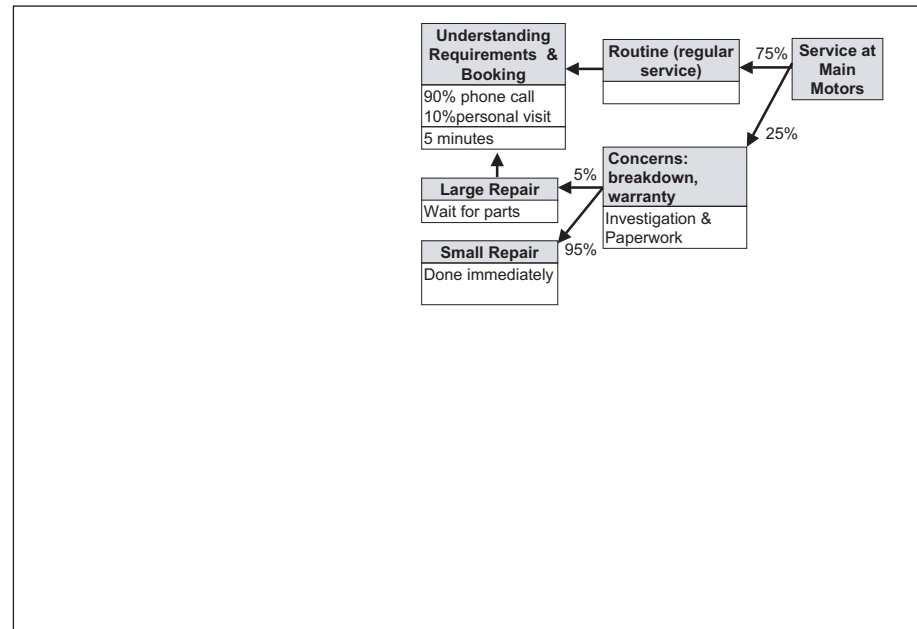 Understanding
Requirements & 
Booking
90% phone call
10%personal visit
5 minutes
Routine (regular
service)
75%
Service at
Main
Motors
25%
Concerns:
breakdown,
warranty
Investigation &
Paperwork
5%
Large Repair
Wait for parts
95%
Small Repair
Done immediately